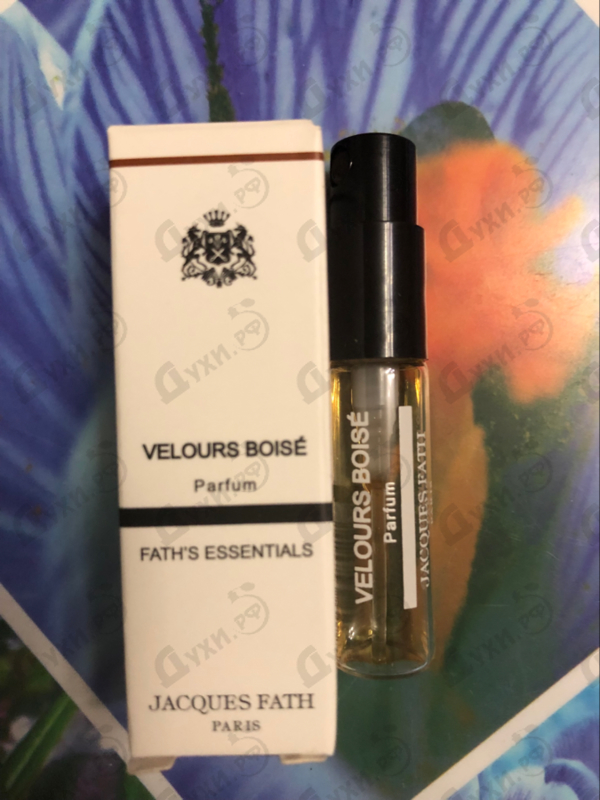 VELOURS BOISÉ
Parfum
FATH'S ESSENTIALS
JACQUES FATH
PARIS
VELOURS BOISÉ
Parfum
JACQUES FATH
Духи.рф